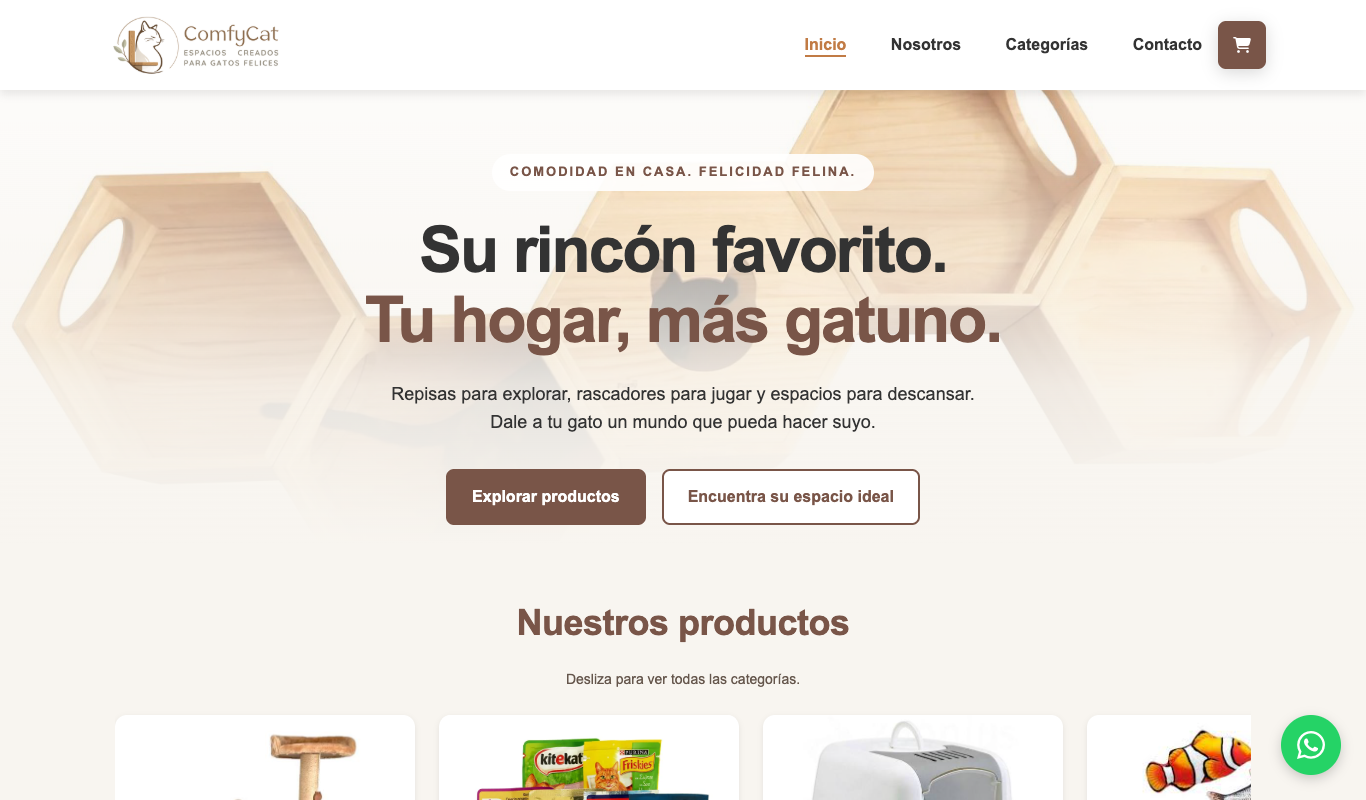 ComfyCat
ESPACIOS CREADOS
PARA GATOS FELICES
Inicio
Nosotros
Categorías
Contacto
COMODIDAD EN CASA. FELICIDAD FELINA.
Su rincón favorito.
Tu hogar, más gatuno.
Repisas para explorar, rascadores para jugar y espacios para descansar.
Dale a tu gato un mundo que pueda hacer suyo.
Explorar productos
Encuentra su espacio ideal
Nuestros productos
Desliza para ver todas las categorías.
kitekat
PURINA
Friskies